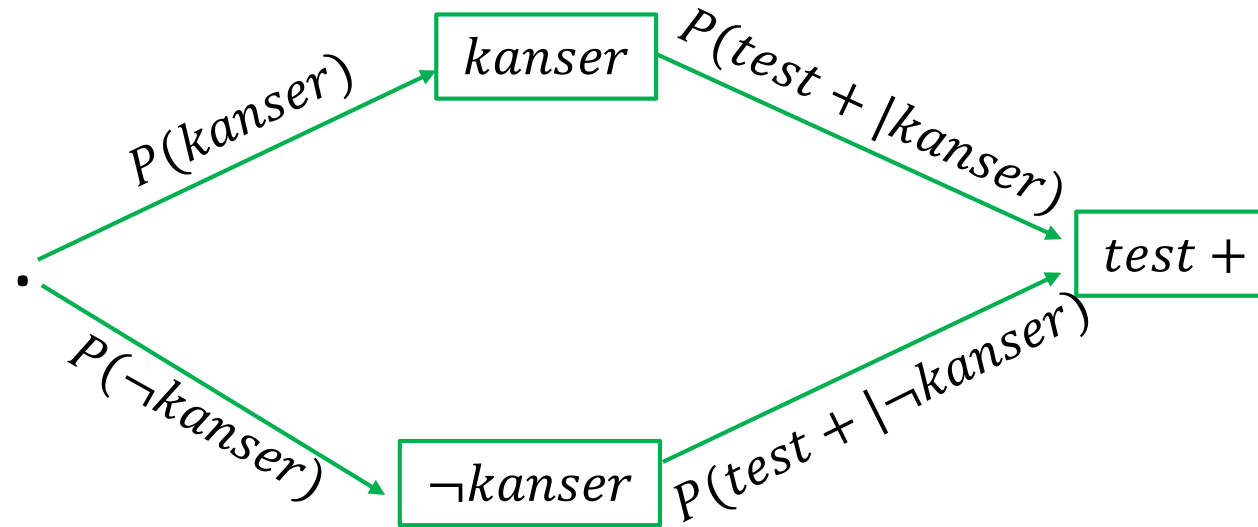 P(kanser)
kanser
P(test + |kanser)
test +
P(¬kanser)
¬kanser
P(test + |¬kanser)